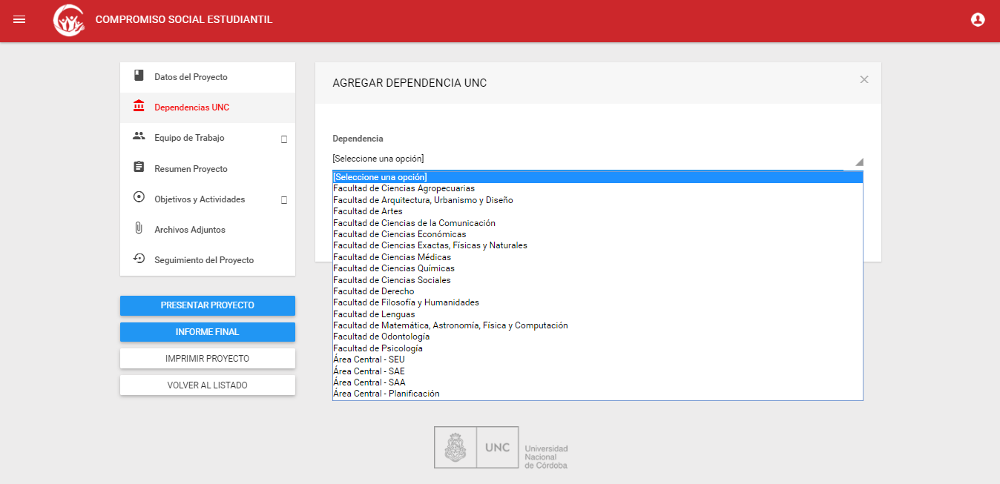 COMPROMISO SOCIAL ESTUDIANTIL
Datos del Proyecto
Dependencias UNC
Equipo de Trabajo
Resumen Proyecto
Objetivos y Actividades
Archivos Adjuntos
Seguimiento del Proyecto
PRESENTAR PROYECTO
INFORME FINAL
IMPRIMIR PROYECTO
VOLVER AL LISTADO
AGREGAR DEPENDENCIA UNC
Dependencia
[Seleccione una opción]
[Seleccione una opción]
Facultad de Ciencias Agropecuarias
Facultad de Arquitectura, Urbanismo y Diseño
Facultad de Artes
Facultad de Ciencias de la Comunicación
Facultad de Ciencias Económicas
Facultad de Ciencias Exactas, Físicas y Naturales
Facultad de Ciencias Médicas
Facultad de Ciencias Químicas
Facultad de Ciencias Sociales
Facultad de Derecho
Facultad de Filosofía y Humanidades
Facultad de Lenguas
Facultad de Matemática, Astronomía, Física y Computación
Facultad de Odontología
Facultad de Psicología
Área Central - SEU
Área Central - SAE
Área Central - SAA
Área Central - Planificación
UNC
Universidad
Nacional
de Córdoba